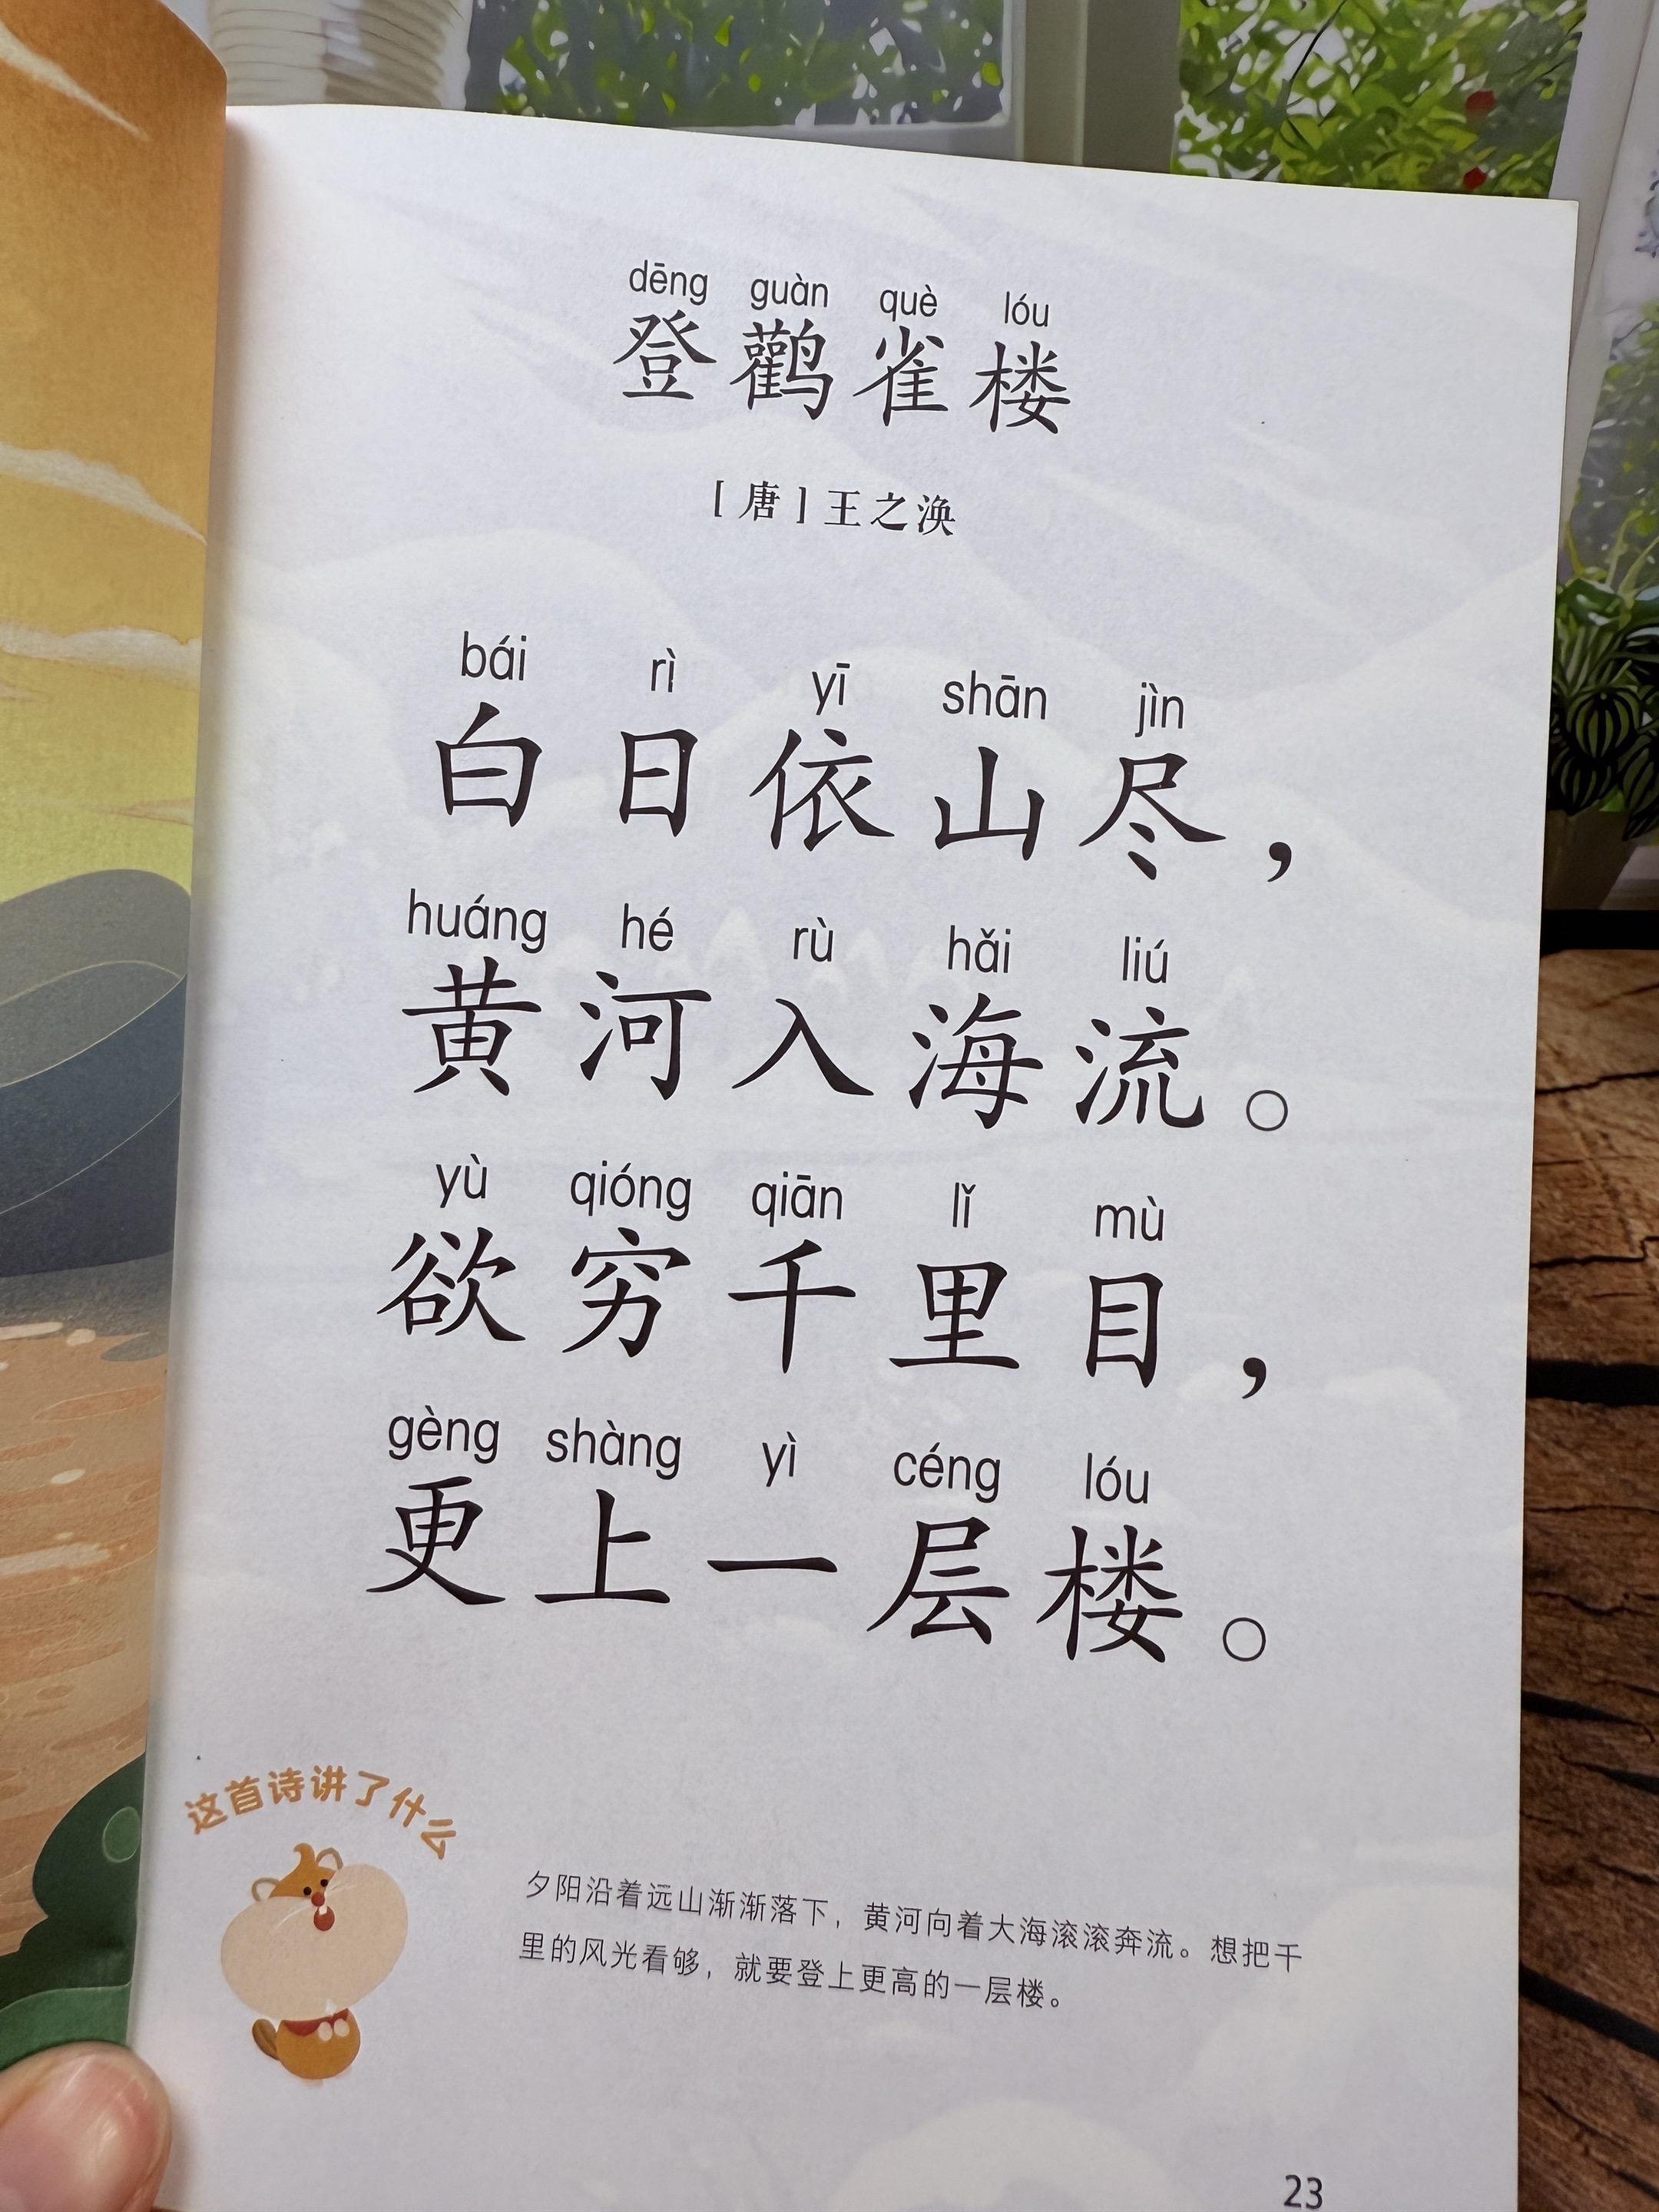 dēng guàn què lóu
登鹳雀楼
［唐］王之涣
bái rì yī shān jìn
白日依山尽，
huáng hé rù hǎi liú
黄河入海流。
yù qióng qiān lǐ mù
欲穷千里目，
gèng shàng yì céng lóu
更上一层楼。
这首诗讲了什么
夕阳沿着远山渐渐落下，黄河向着大海滚滚奔流。想把千
里的风光看够，就要登上更高的一层楼。
23